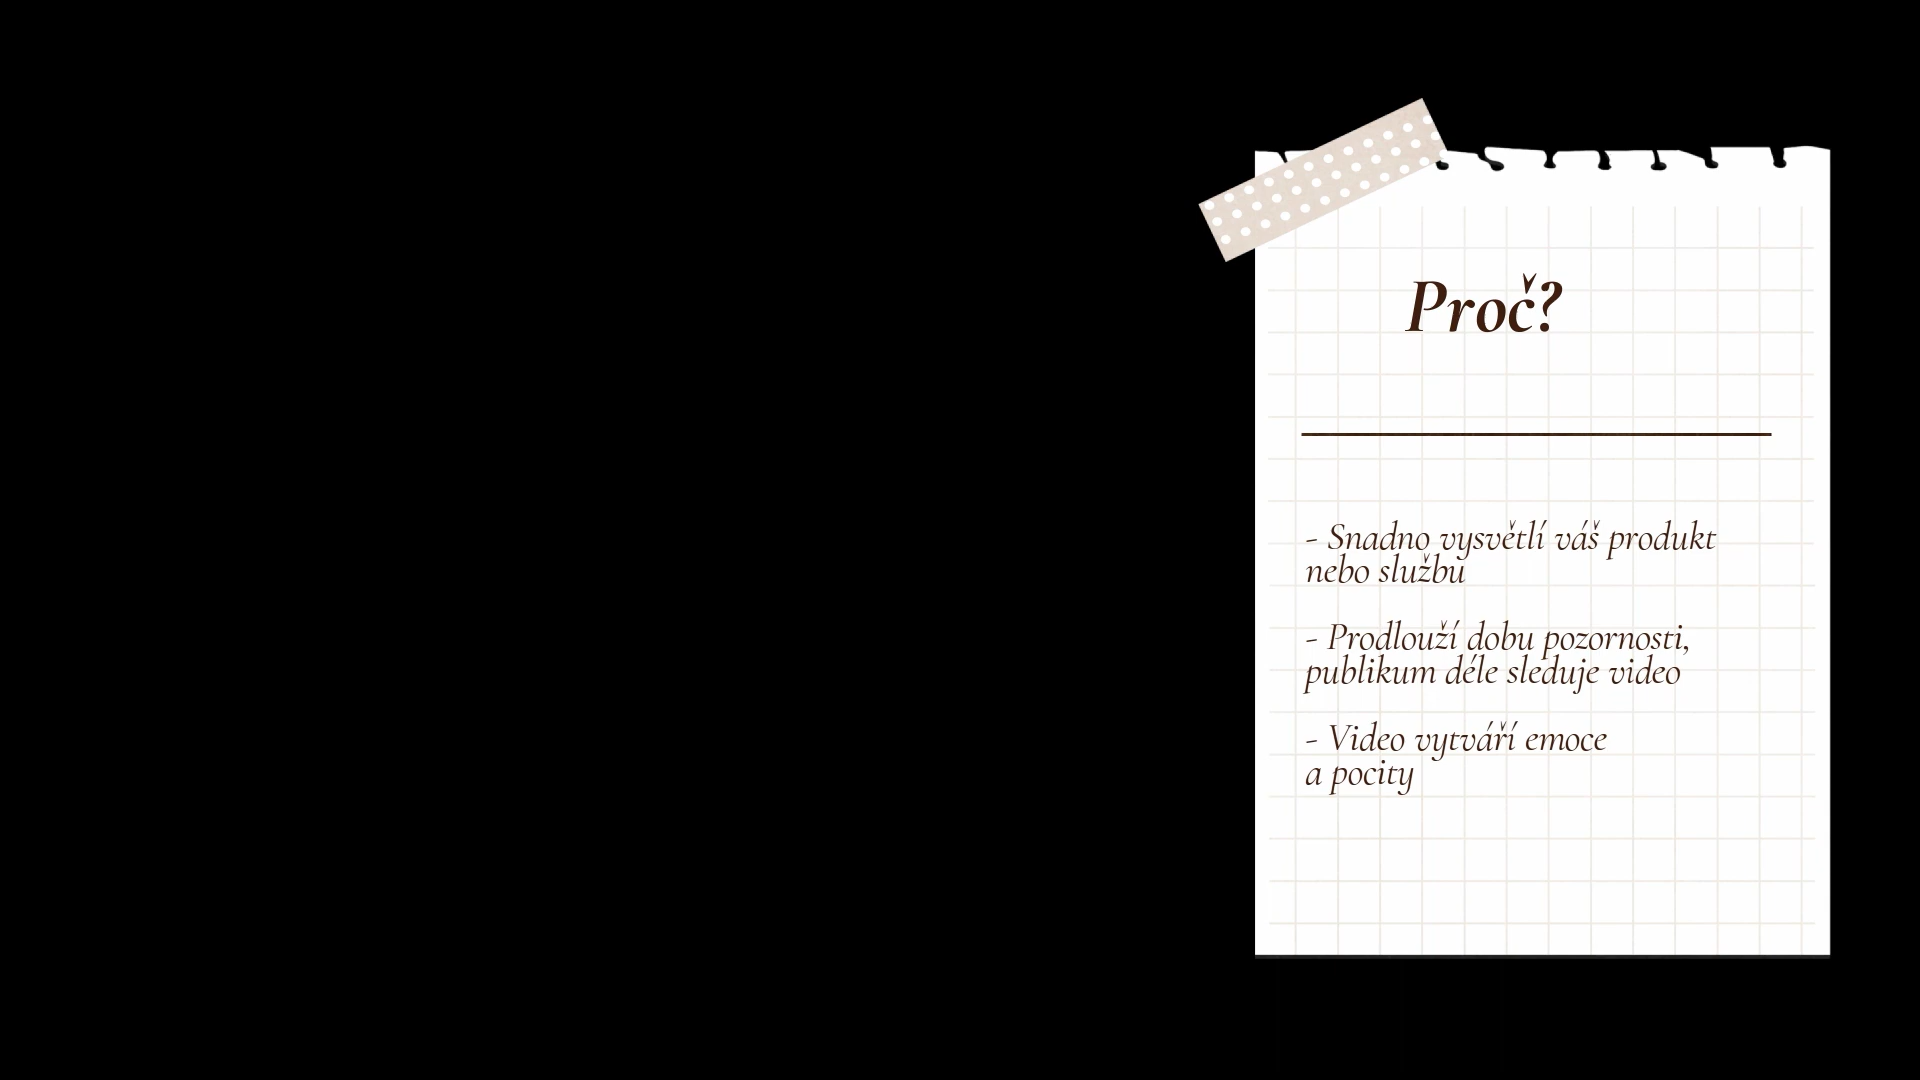 Proč?
- Snadno vysvětlí váš produkt
nebo službu
- Prodlouží dobu pozornosti,
publikum déle sleduje video
- Video vytváří emoce
a pocity